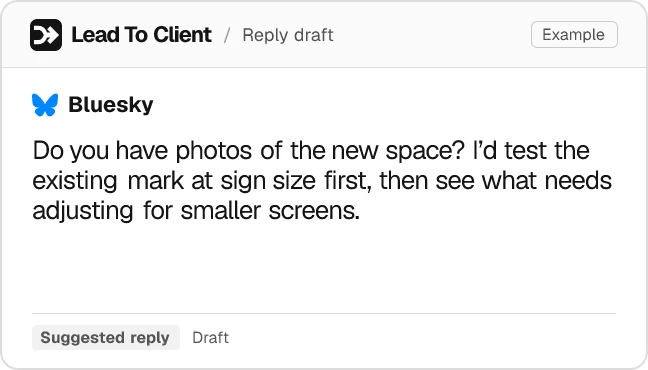 Lead To Client / Reply draft Example
Bluesky
Do you have photos of the new space? I’d test the
existing mark at sign size first, then see what needs
adjusting for smaller screens.
Suggested reply Draft